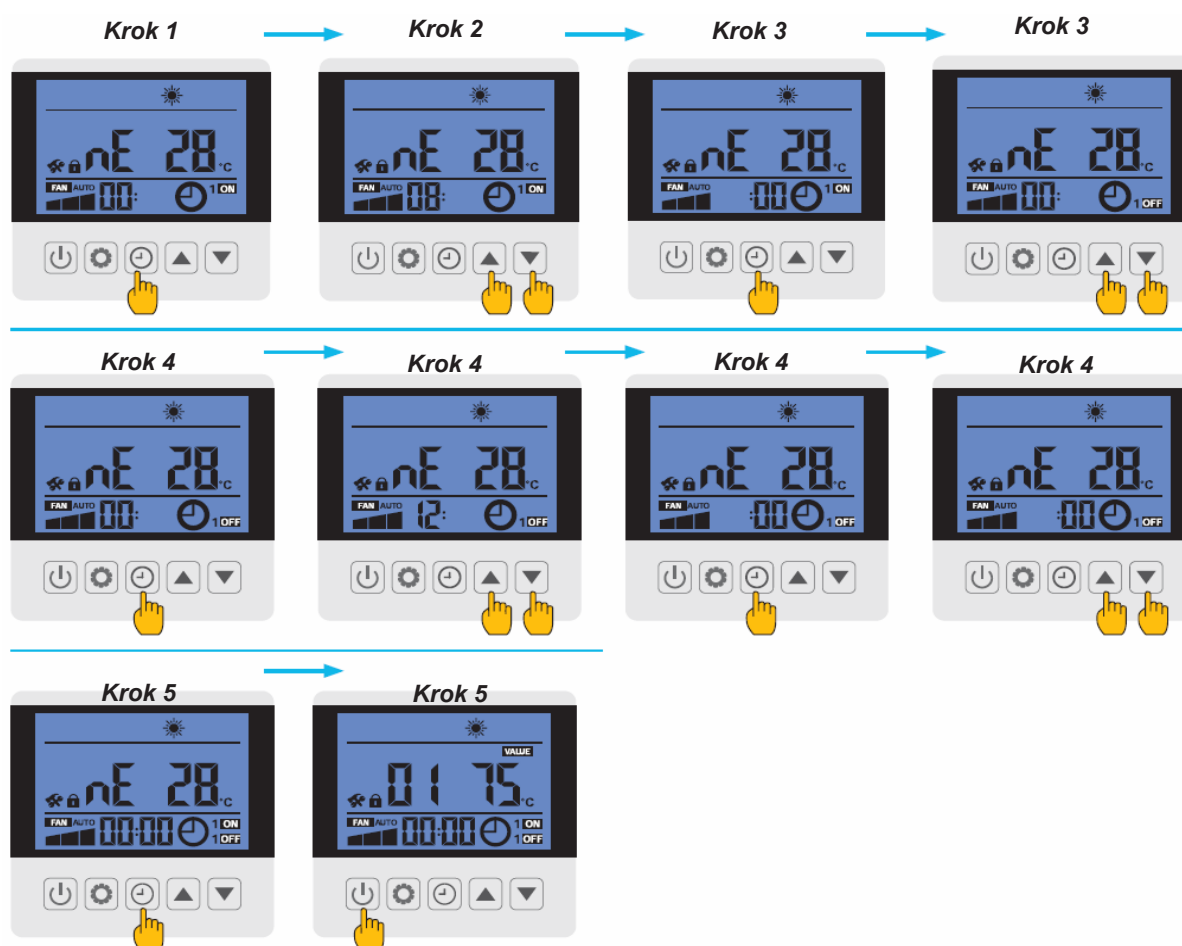 Krok 1 Krok 2 Krok 3 Krok 3
nE 28 °C nE 28 °C nE 28 °C nE 28 °C
FAN AUTO 00: 1 ON FAN AUTO 08: 1 ON FAN AUTO :00 1 ON FAN AUTO 00: 1 OFF
Krok 4 Krok 4 Krok 4 Krok 4
nE 28 °C nE 28 °C nE 28 °C nE 28 °C
FAN AUTO 00: 1 OFF FAN AUTO 12: 1 OFF FAN AUTO :00 1 OFF FAN AUTO :00 1 OFF
Krok 5 Krok 5
VALUE
nE 28 °C 01 75 °C
FAN AUTO 00:00 1 ON FAN AUTO 00:00 1 ON
1 OFF 1 OFF